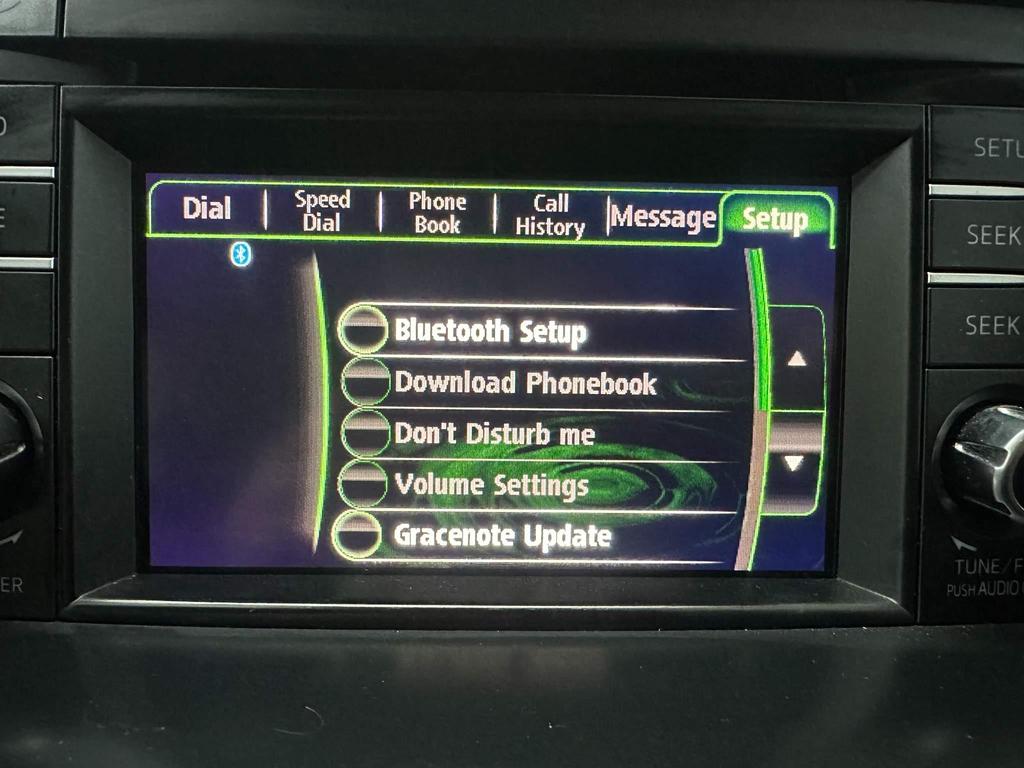 Dial
Speed
Dial
Phone
Book
Call
History
Message
Setup
Bluetooth Setup
Download Phonebook
Don't Disturb me
Volume Settings
Gracenote Update
SEEK
SEEK
TUNE
PUSH AUDIO